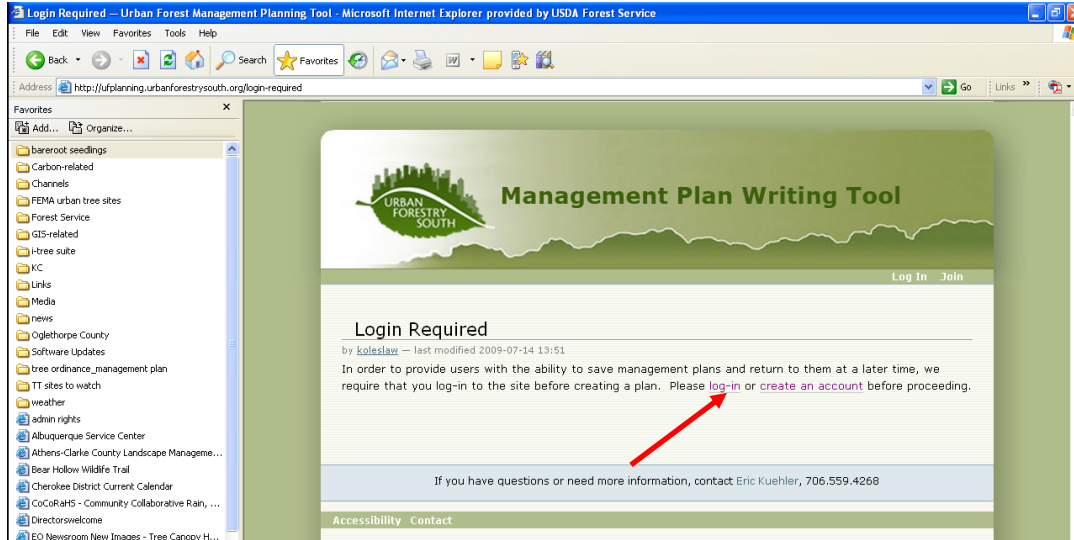 Login Required — Urban Forest Management Planning Tool - Microsoft Internet Explorer provided by USDA Forest Service
File Edit View Favorites Tools Help
Back Search Favorites
Address http://ufplanning.urbanforestrysouth.org/login-required Go Links »
Favorites
Add... Organize...
bareroot seedlings
Carbon-related
Channels
FEMA urban tree sites
Forest Service
GIS-related
i-tree suite
KC
Links
Media
news
Oglethorpe County
Software Updates
tree ordinance_management plan
TT sites to watch
weather
admin rights
Albuquerque Service Center
Athens-Clarke County Landscape Manageme...
Bear Hollow Wildlife Trail
Cherokee District Current Calendar
CoCoRaHS - Community Collaborative Rain, ...
Directorswelcome
EO Newsroom New Images - Tree Canopy H...
URBAN
FORESTRY
SOUTH
Management Plan Writing Tool
Log In Join
Login Required
by koleslaw — last modified 2009-07-14 13:51
In order to provide users with the ability to save management plans and return to them at a later time, we
require that you log-in to the site before creating a plan. Please log-in or create an account before proceeding.
If you have questions or need more information, contact Eric Kuehler, 706.559.4268
Accessibility Contact